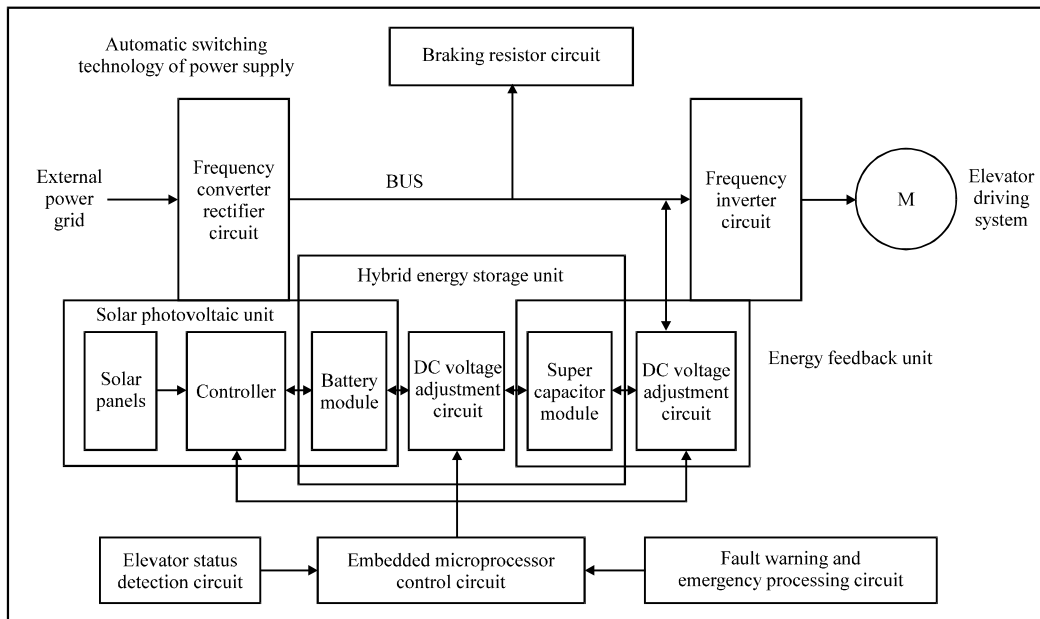 Automatic switching
technology of power supply
Braking resistor circuit
External
power
grid
Frequency
converter
rectifier
circuit
BUS
Frequency
inverter
circuit
M
Elevator
driving
system
Hybrid energy storage unit
Solar photovoltaic unit
Energy feedback unit
Solar
panels
Controller
Battery
module
DC voltage
adjustment
circuit
Super
capacitor
module
DC voltage
adjustment
circuit
Elevator status
detection circuit
Embedded microprocessor
control circuit
Fault warning and
emergency processing circuit